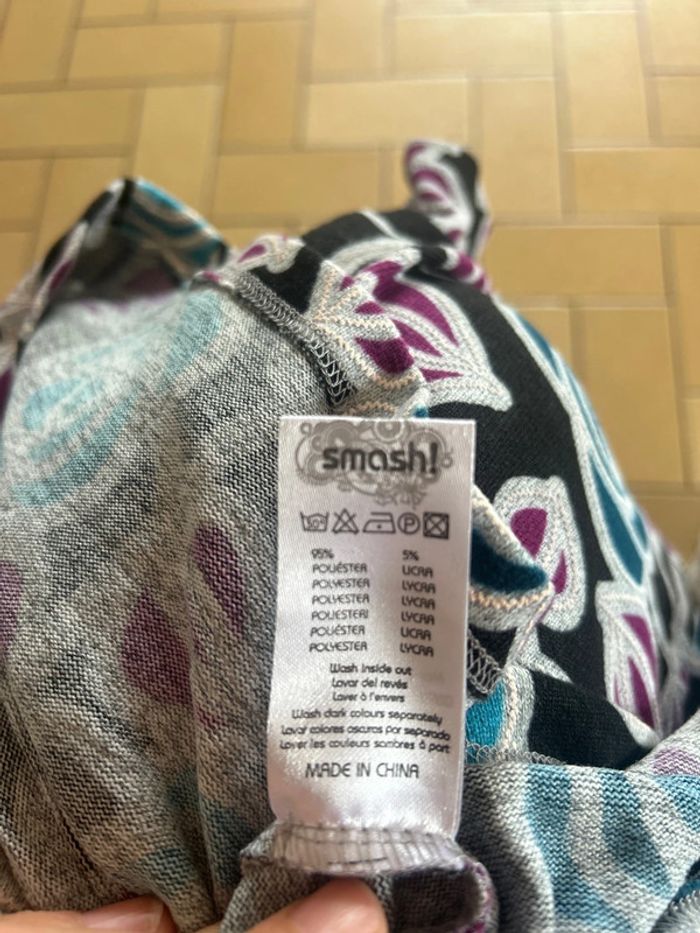 smash!
P
95% 5%
POLIÉSTER LICRA
POLYESTER LYCRA
POLYESTER LYCRA
POLIESTERI LYCRA
POLIÉSTER LICRA
POLYESTER LYCRA
Wash inside out
Lavar del revés
Laver à l'envers
Wash dark colours separately
Lavar colores oscuros por separado
Laver les couleurs sombres à part
MADE IN CHINA